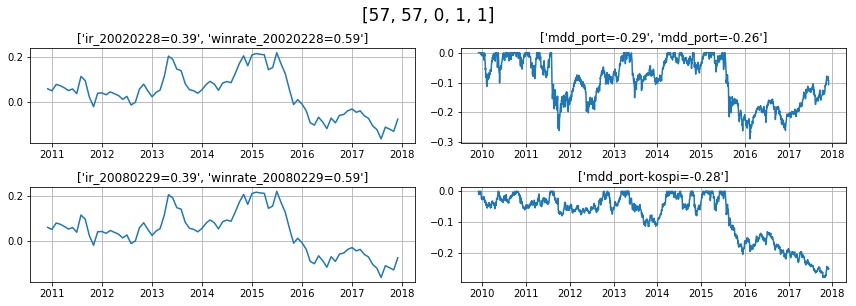 [57, 57, 0, 1, 1]
['ir_20020228=0.39', 'winrate_20020228=0.59']
0.2
0.0
2011 2012 2013 2014 2015 2016 2017 2018
['mdd_port=-0.29', 'mdd_port=-0.26']
0.0
−0.1
−0.2
−0.3
2010 2011 2012 2013 2014 2015 2016 2017 2018
['ir_20080229=0.39', 'winrate_20080229=0.59']
0.2
0.0
2011 2012 2013 2014 2015 2016 2017 2018
['mdd_port-kospi=-0.28']
0.0
−0.1
−0.2
2010 2011 2012 2013 2014 2015 2016 2017 2018